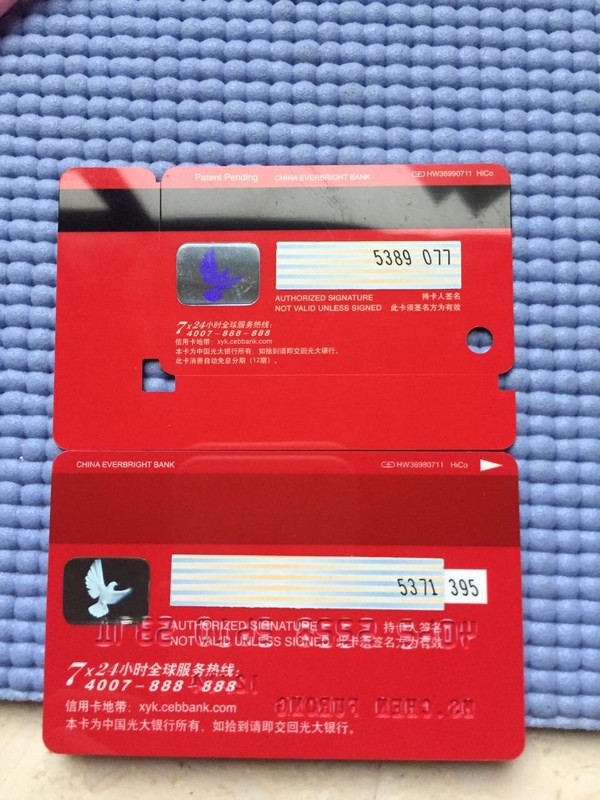 Patent Pending CHINA EVERBRIGHT BANK GD HW36990711 HiCo
5389 077
AUTHORIZED SIGNATURE 持卡人签名
NOT VALID UNLESS SIGNED 此卡须签名方为有效
7x24小时全球服务热线:
4007-888-888
信用卡地带: xyk.cebbank.com
本卡为中国光大银行所有，如拾到请即交回光大银行。
此卡消费自动免息分期（12期）。
CHINA EVERBRIGHT BANK GD HW36980711 HiCo
5371 395
AUTHORIZED SIGNATURE 持卡人签名
NOT VALID UNLESS SIGNED 此卡须签名方为有效
7x24小时全球服务热线:
4007-888-888
MS.CHEN FURONG
信用卡地带: xyk.cebbank.com
本卡为中国光大银行所有，如拾到请即交回光大银行。